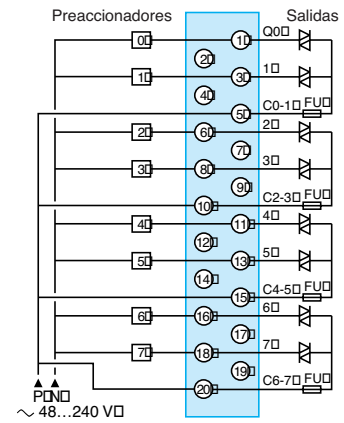 Preaccionadores Salidas
0 1 Q0
2
1 3 1
4
5 C0-1 FU
2 6 2
7
3 8 3
9
10 C2-3 FU
4 11 4
12
5 13 5
14
15 C4-5 FU
6 16 6
17
7 18 7
19
20 C6-7 FU
P N
~ 48…240 V